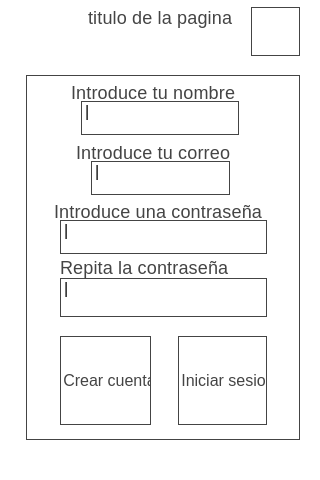 titulo de la pagina
Introduce tu nombre
Introduce tu correo
Introduce una contraseña
Repita la contraseña
Crear cuenta
Iniciar sesio